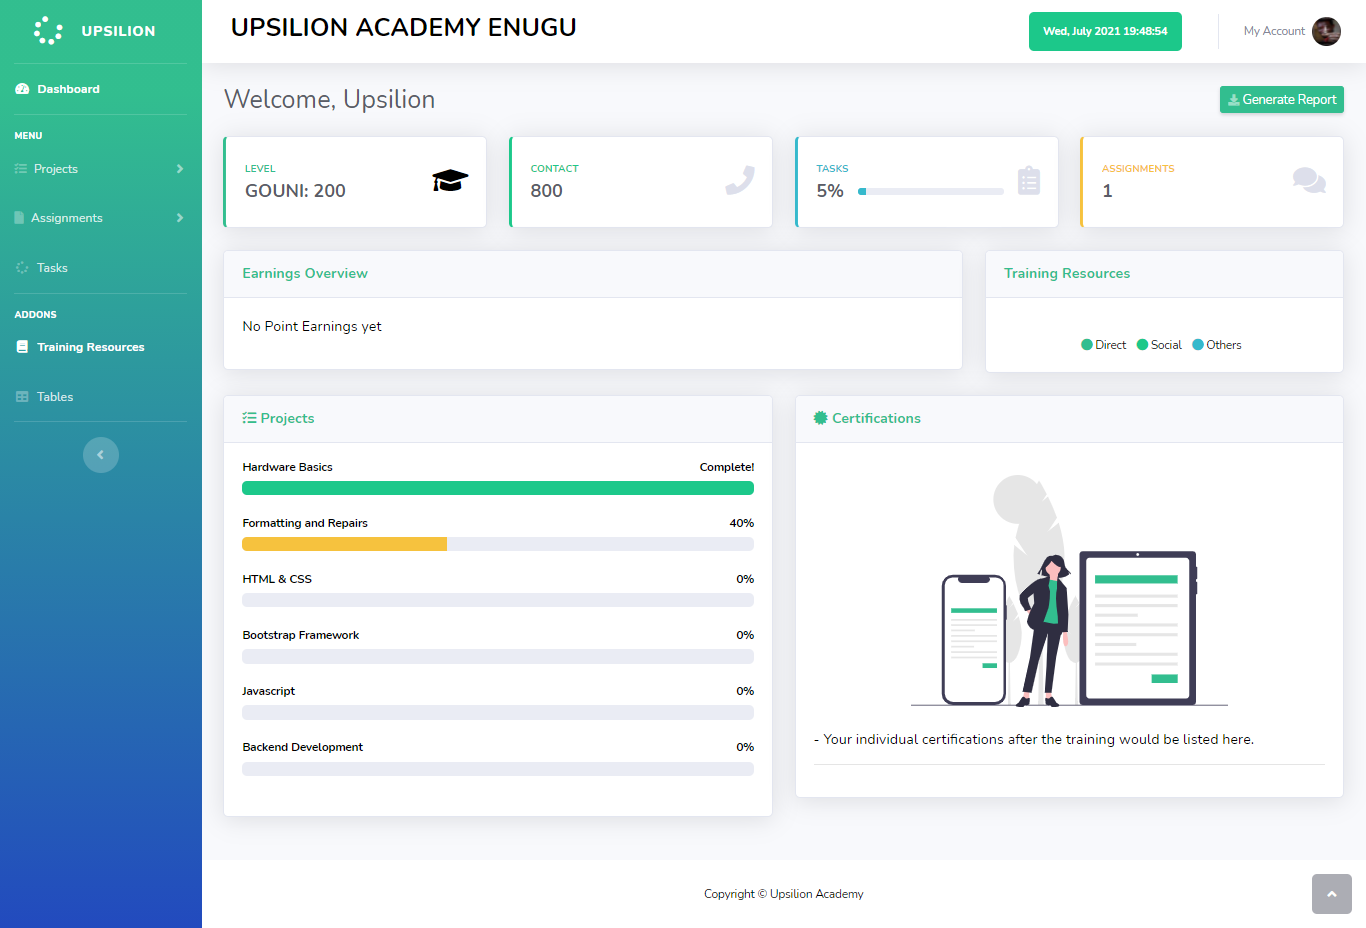 UPSILION
Dashboard
MENU
Projects
Assignments
Tasks
ADDONS
Training Resources
Tables
UPSILION ACADEMY ENUGU
Wed, July 2021 19:48:54
My Account
Welcome, Upsilion
Generate Report
LEVEL
GOUNI: 200
CONTACT
800
TASKS
5%
ASSIGNMENTS
1
Earnings Overview
No Point Earnings yet
Training Resources
Direct Social Others
Projects
Hardware Basics Complete!
Formatting and Repairs 40%
HTML & CSS 0%
Bootstrap Framework 0%
Javascript 0%
Backend Development 0%
Certifications
- Your individual certifications after the training would be listed here.
Copyright © Upsilion Academy